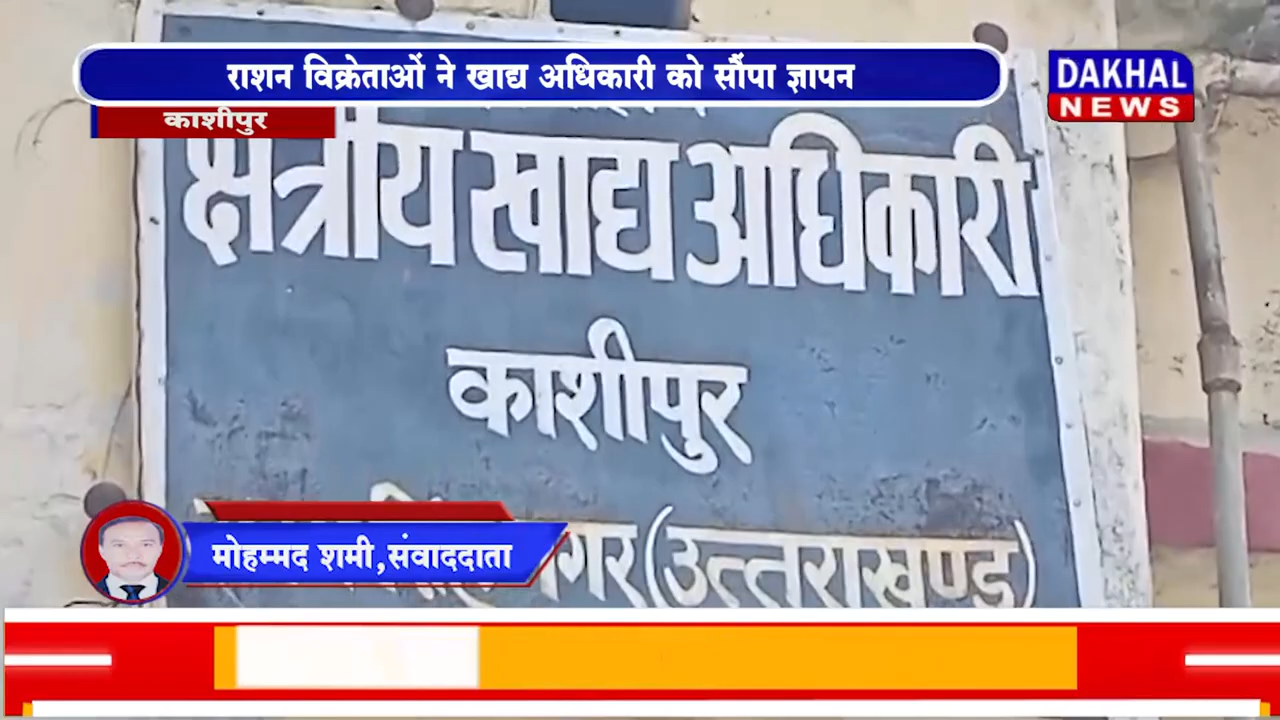 राशन विक्रेताओं ने खाद्य अधिकारी को सौंपा ज्ञापन
DAKHAL
NEWS
काशीपुर
क्षेत्रीय खाद्य अधिकारी
काशीपुर
मोहम्मद शमी,संवाददाता
(उत्तराखण्ड)